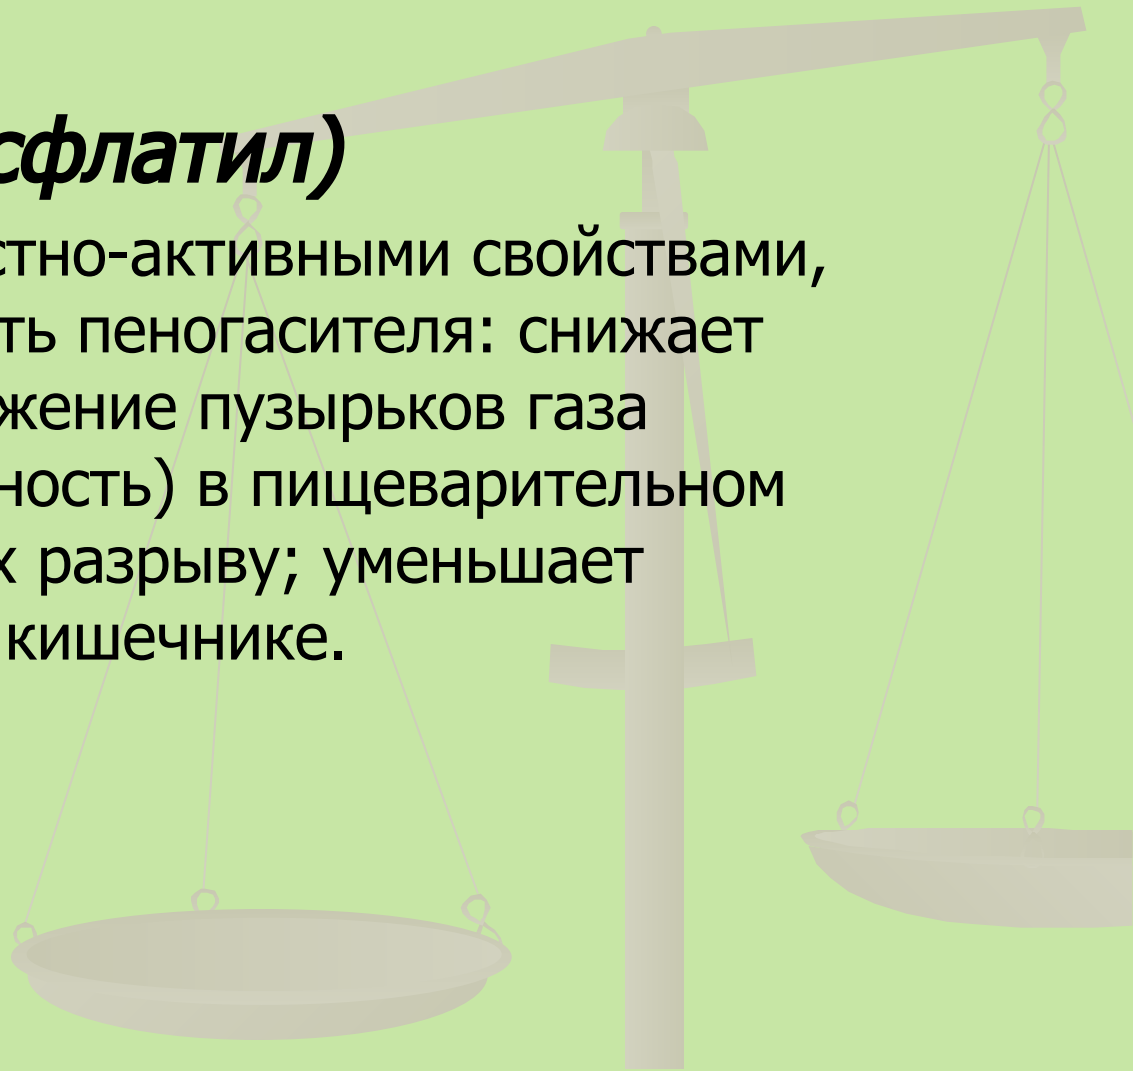 сфлатил)
стно-активными свойствами,
ть пеногасителя: снижает
жение пузырьков газа
ность) в пищеварительном
х разрыву; уменьшает
кишечнике.